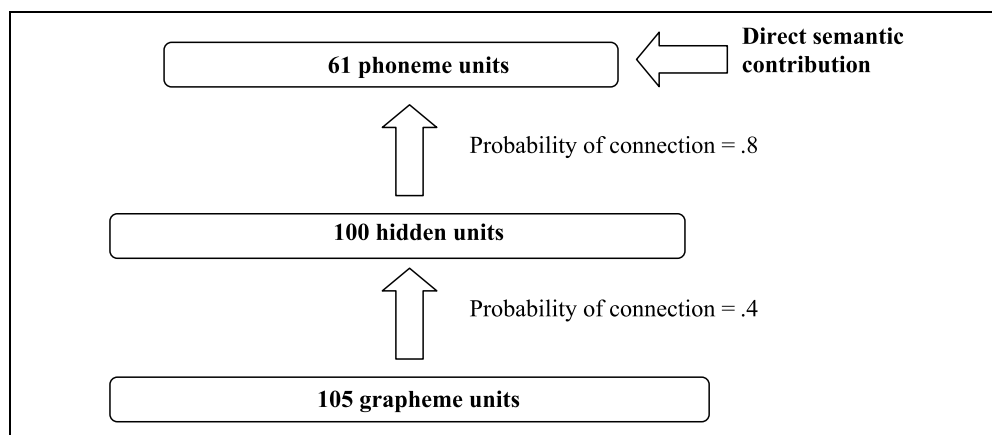 61 phoneme units
Direct semantic
contribution
Probability of connection = .8
100 hidden units
Probability of connection = .4
105 grapheme units